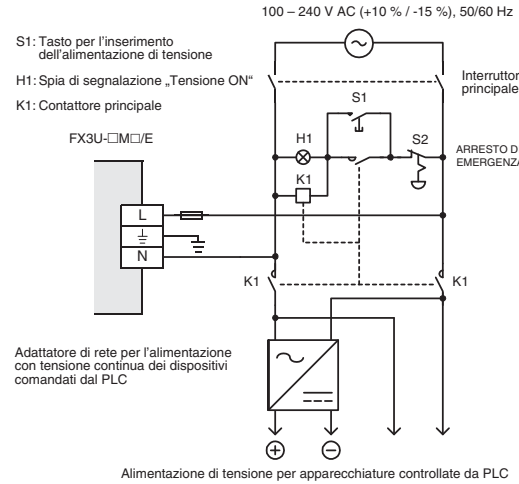 100 – 240 V AC (+10 % / -15 %), 50/60 Hz
S1: Tasto per l'inserimento
dell'alimentazione di tensione
H1: Spia di segnalazione „Tensione ON“
K1: Contattore principale
Interruttor
principale
S1
FX3U-□M□/E
H1
S2
ARRESTO DI
EMERGENZA
K1
L
N
K1
K1
Adattatore di rete per l'alimentazione
con tensione continua dei dispositivi
comandati dal PLC
Alimentazione di tensione per apparecchiature controllate da PLC